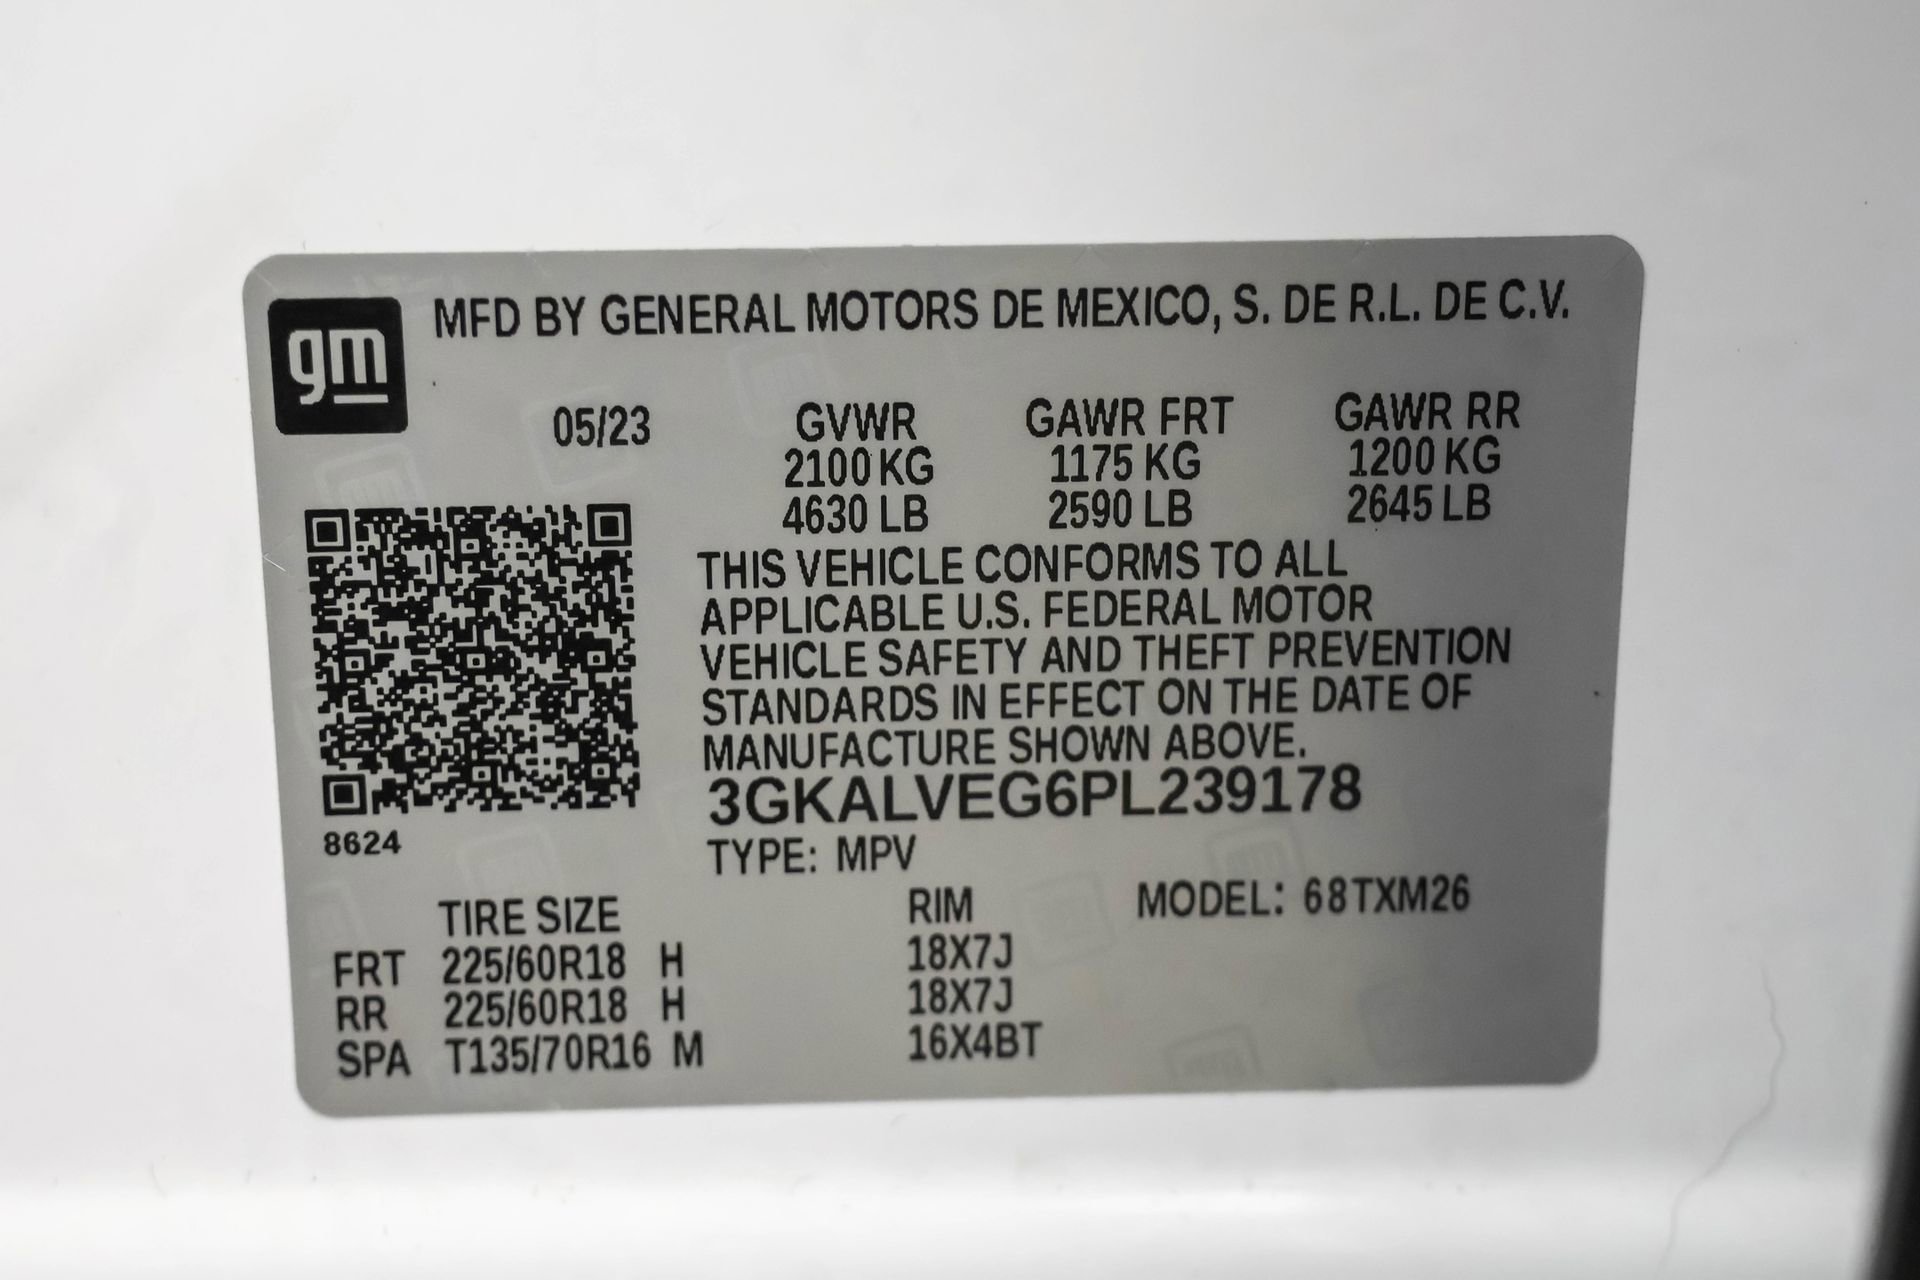 gm
MFD BY GENERAL MOTORS DE MEXICO, S. DE R.L. DE C.V.
05/23 GVWR GAWR FRT GAWR RR
2100 KG 1175 KG 1200 KG
4630 LB 2590 LB 2645 LB
THIS VEHICLE CONFORMS TO ALL
APPLICABLE U.S. FEDERAL MOTOR
VEHICLE SAFETY AND THEFT PREVENTION
STANDARDS IN EFFECT ON THE DATE OF
MANUFACTURE SHOWN ABOVE.
3GKALVEG6PL239178
8624
TYPE: MPV
TIRE SIZE RIM MODEL: 68TXM26
FRT 225/60R18 H 18X7J
RR 225/60R18 H 18X7J
SPA T135/70R16 M 16X4BT